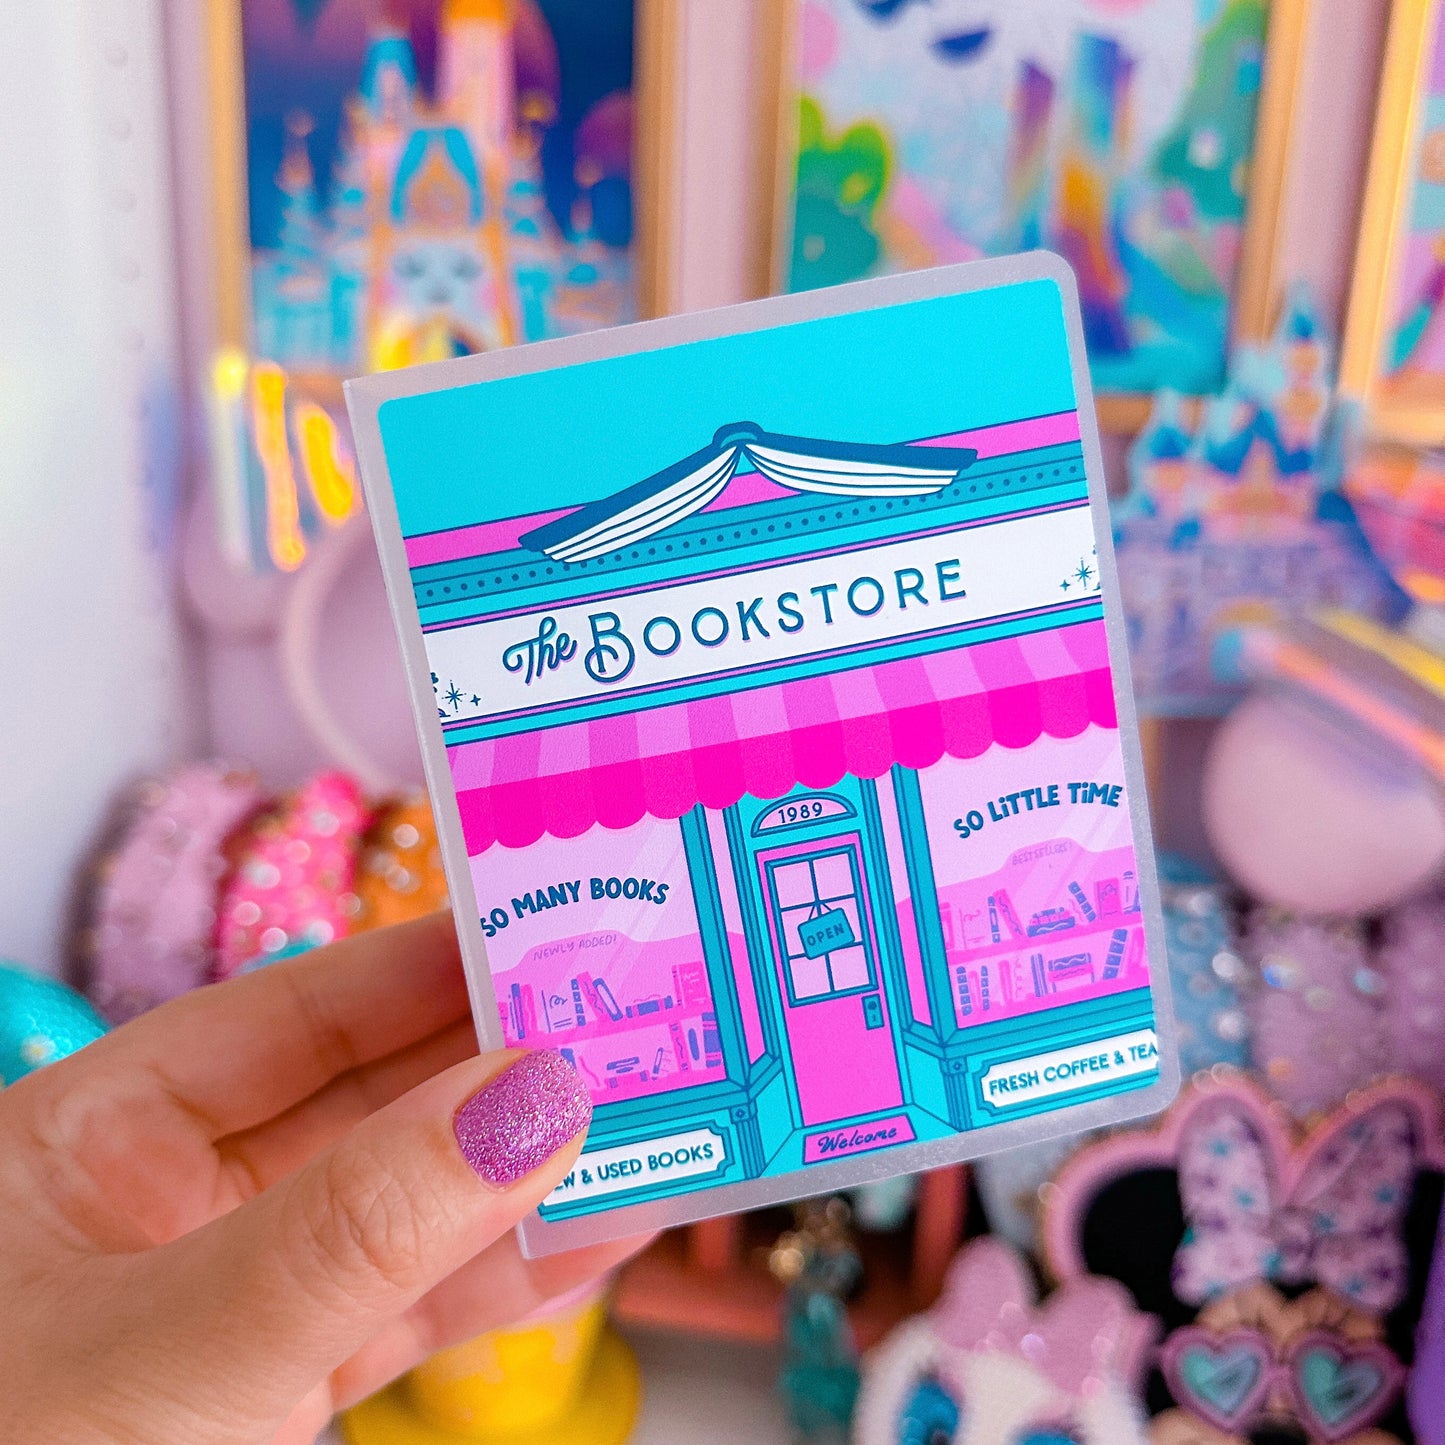 The BOOKSTORE
1989
SO LiTTLE TiME
BESTSELLERS!
SO MANY BOOKS
NEWLY ADDED!
OPEN
FRESH COFFEE & TEA
Welcome
& USED BOOKS